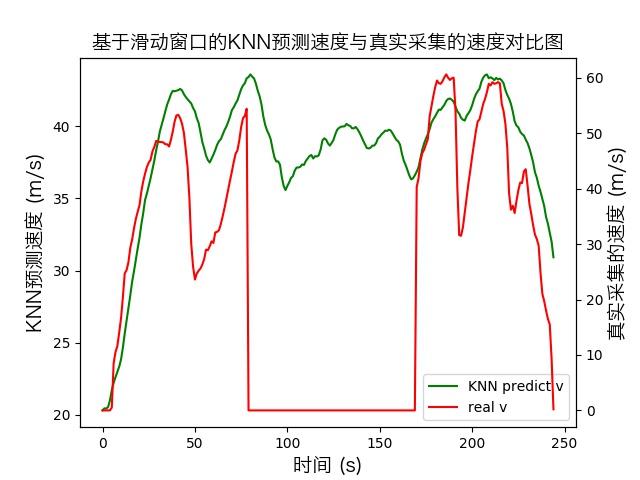 基于滑动窗口的KNN预测速度与真实采集的速度对比图
KNN预测速度 (m/s)
40
35
30
25
20
真实采集的速度 (m/s)
60
50
40
30
20
10
0
KNN predict v
real v
0 50 100 150 200 250
时间 (s)